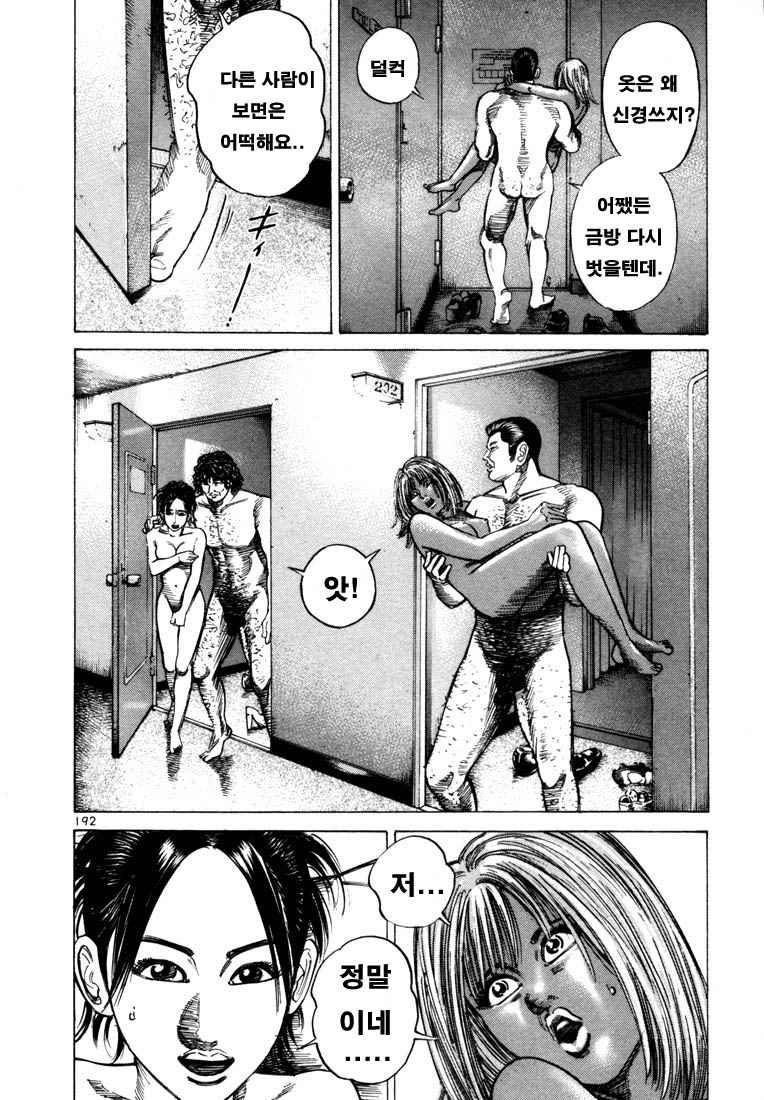 덜컥
옷은 왜
신경쓰지?
어쨌든
금방 다시
벗을텐데.
다른 사람이
보면은
어떡해요..
202
앗!
192
저...
정말
이네
.....